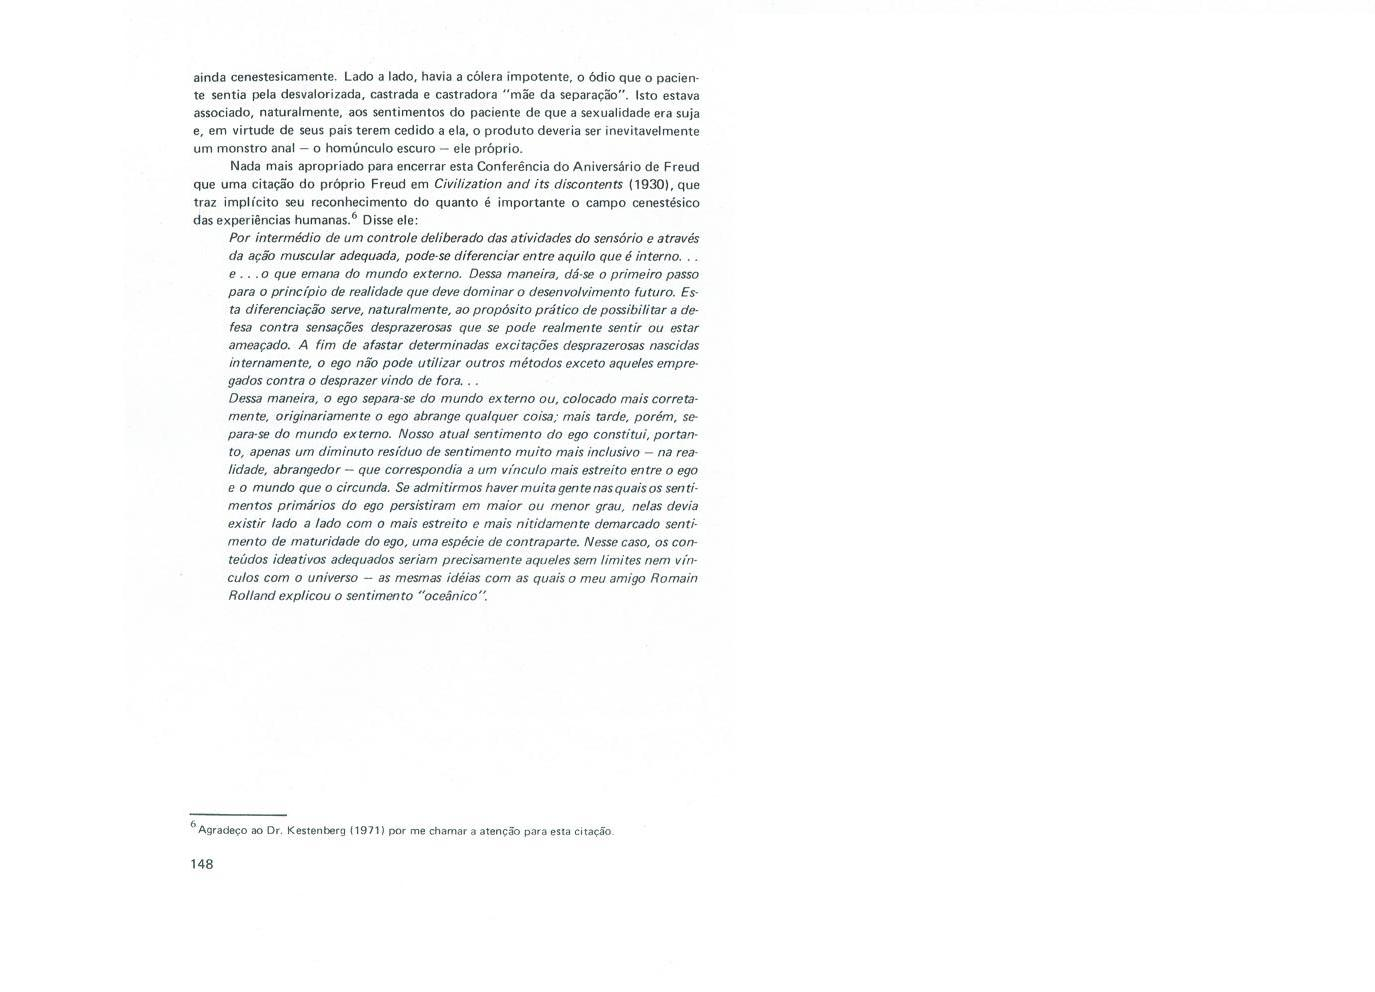 ainda cenestesicamente. Lado a lado, havia a cólera impotente, o ódio que o pacien-
te sentia pela desvalorizada, castrada e castradora "mãe da separação". Isto estava
associado, naturalmente, aos sentimentos do paciente de que a sexualidade era suja
e, em virtude de seus pais terem cedido a ela, o produto deveria ser inevitavelmente
um monstro anal — o homúnculo escuro — ele próprio.
Nada mais apropriado para encerrar esta Conferência do Aniversário de Freud
que uma citação do próprio Freud em Civilization and its discontents (1930), que
traz implícito seu reconhecimento do quanto é importante o campo cenestésico
das experiências humanas.6 Disse ele:
Por intermédio de um controle deliberado das atividades do sensório e através
da ação muscular adequada, pode-se diferenciar entre aquilo que é interno. . .
e . . . o que emana do mundo externo. Dessa maneira, dá-se o primeiro passo
para o princípio de realidade que deve dominar o desenvolvimento futuro. Es-
ta diferenciação serve, naturalmente, ao propósito prático de possibilitar a de-
fesa contra sensações desprazerosas que se pode realmente sentir ou estar
ameaçado. A fim de afastar determinadas excitações desprazerosas nascidas
internamente, o ego não pode utilizar outros métodos exceto aqueles empre-
gados contra o desprazer vindo de fora. . .
Dessa maneira, o ego separa-se do mundo externo ou, colocado mais correta-
mente, originariamente o ego abrange qualquer coisa; mais tarde, porém, se-
para-se do mundo externo. Nosso atual sentimento do ego constitui, portan-
to, apenas um diminuto resíduo de sentimento muito mais inclusivo — na rea-
lidade, abrangedor — que correspondia a um vínculo mais estreito entre o ego
e o mundo que o circunda. Se admitirmos haver muita gente nas quais os senti-
mentos primários do ego persistiram em maior ou menor grau, nelas devia
existir lado a lado com o mais estreito e mais nitidamente demarcado senti-
mento de maturidade do ego, uma espécie de contraparte. Nesse caso, os con-
teúdos ideativos adequados seriam precisamente aqueles sem limites nem vín-
culos com o universo — as mesmas idéias com as quais o meu amigo Romain
Rolland explicou o sentimento "oceânico".
6 Agradeço ao Dr. Kestenberg (1971) por me chamar a atenção para esta citação.
148